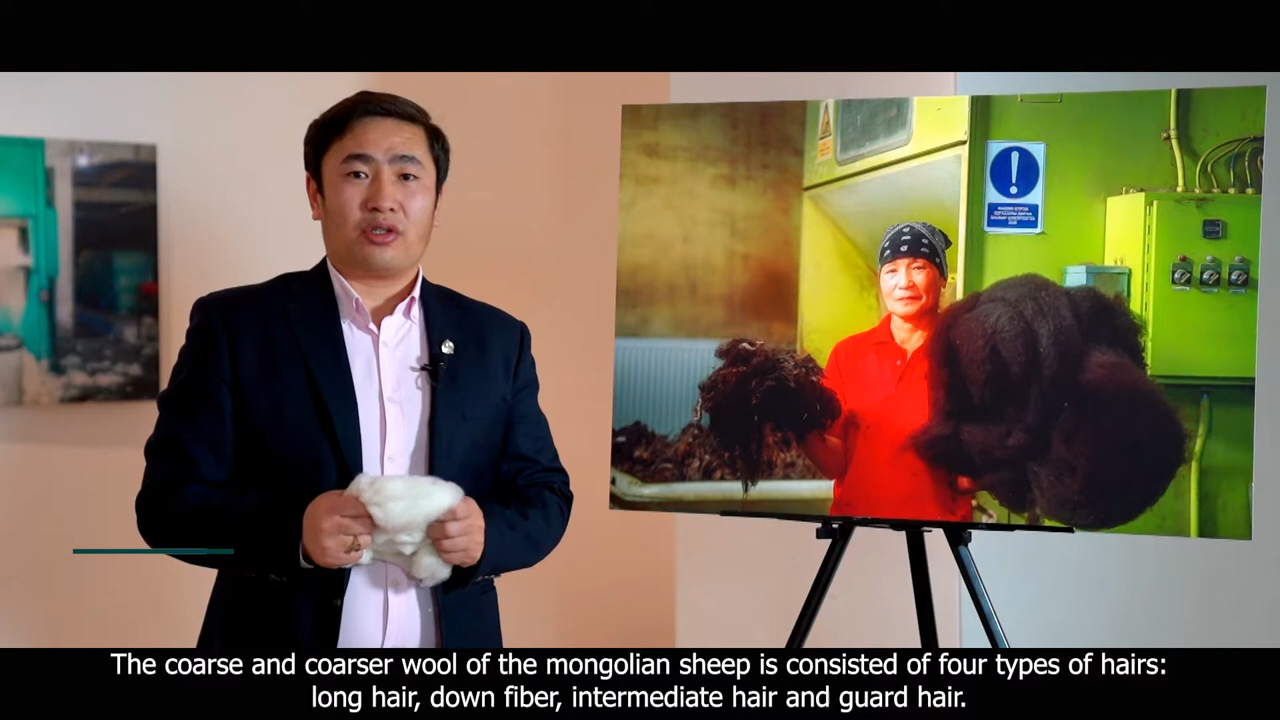 The coarse and coarser wool of the mongolian sheep is consisted of four types of hairs:
long hair, down fiber, intermediate hair and guard hair.